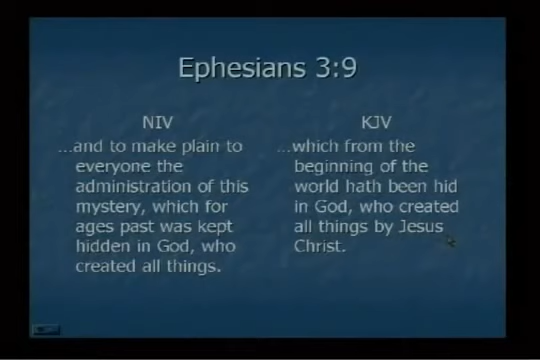 Ephesians 3:9
NIV
…and to make plain to
everyone the
administration of this
mystery, which for
ages past was kept
hidden in God, who
created all things.
KJV
…which from the
beginning of the
world hath been hid
in God, who created
all things by Jesus
Christ.